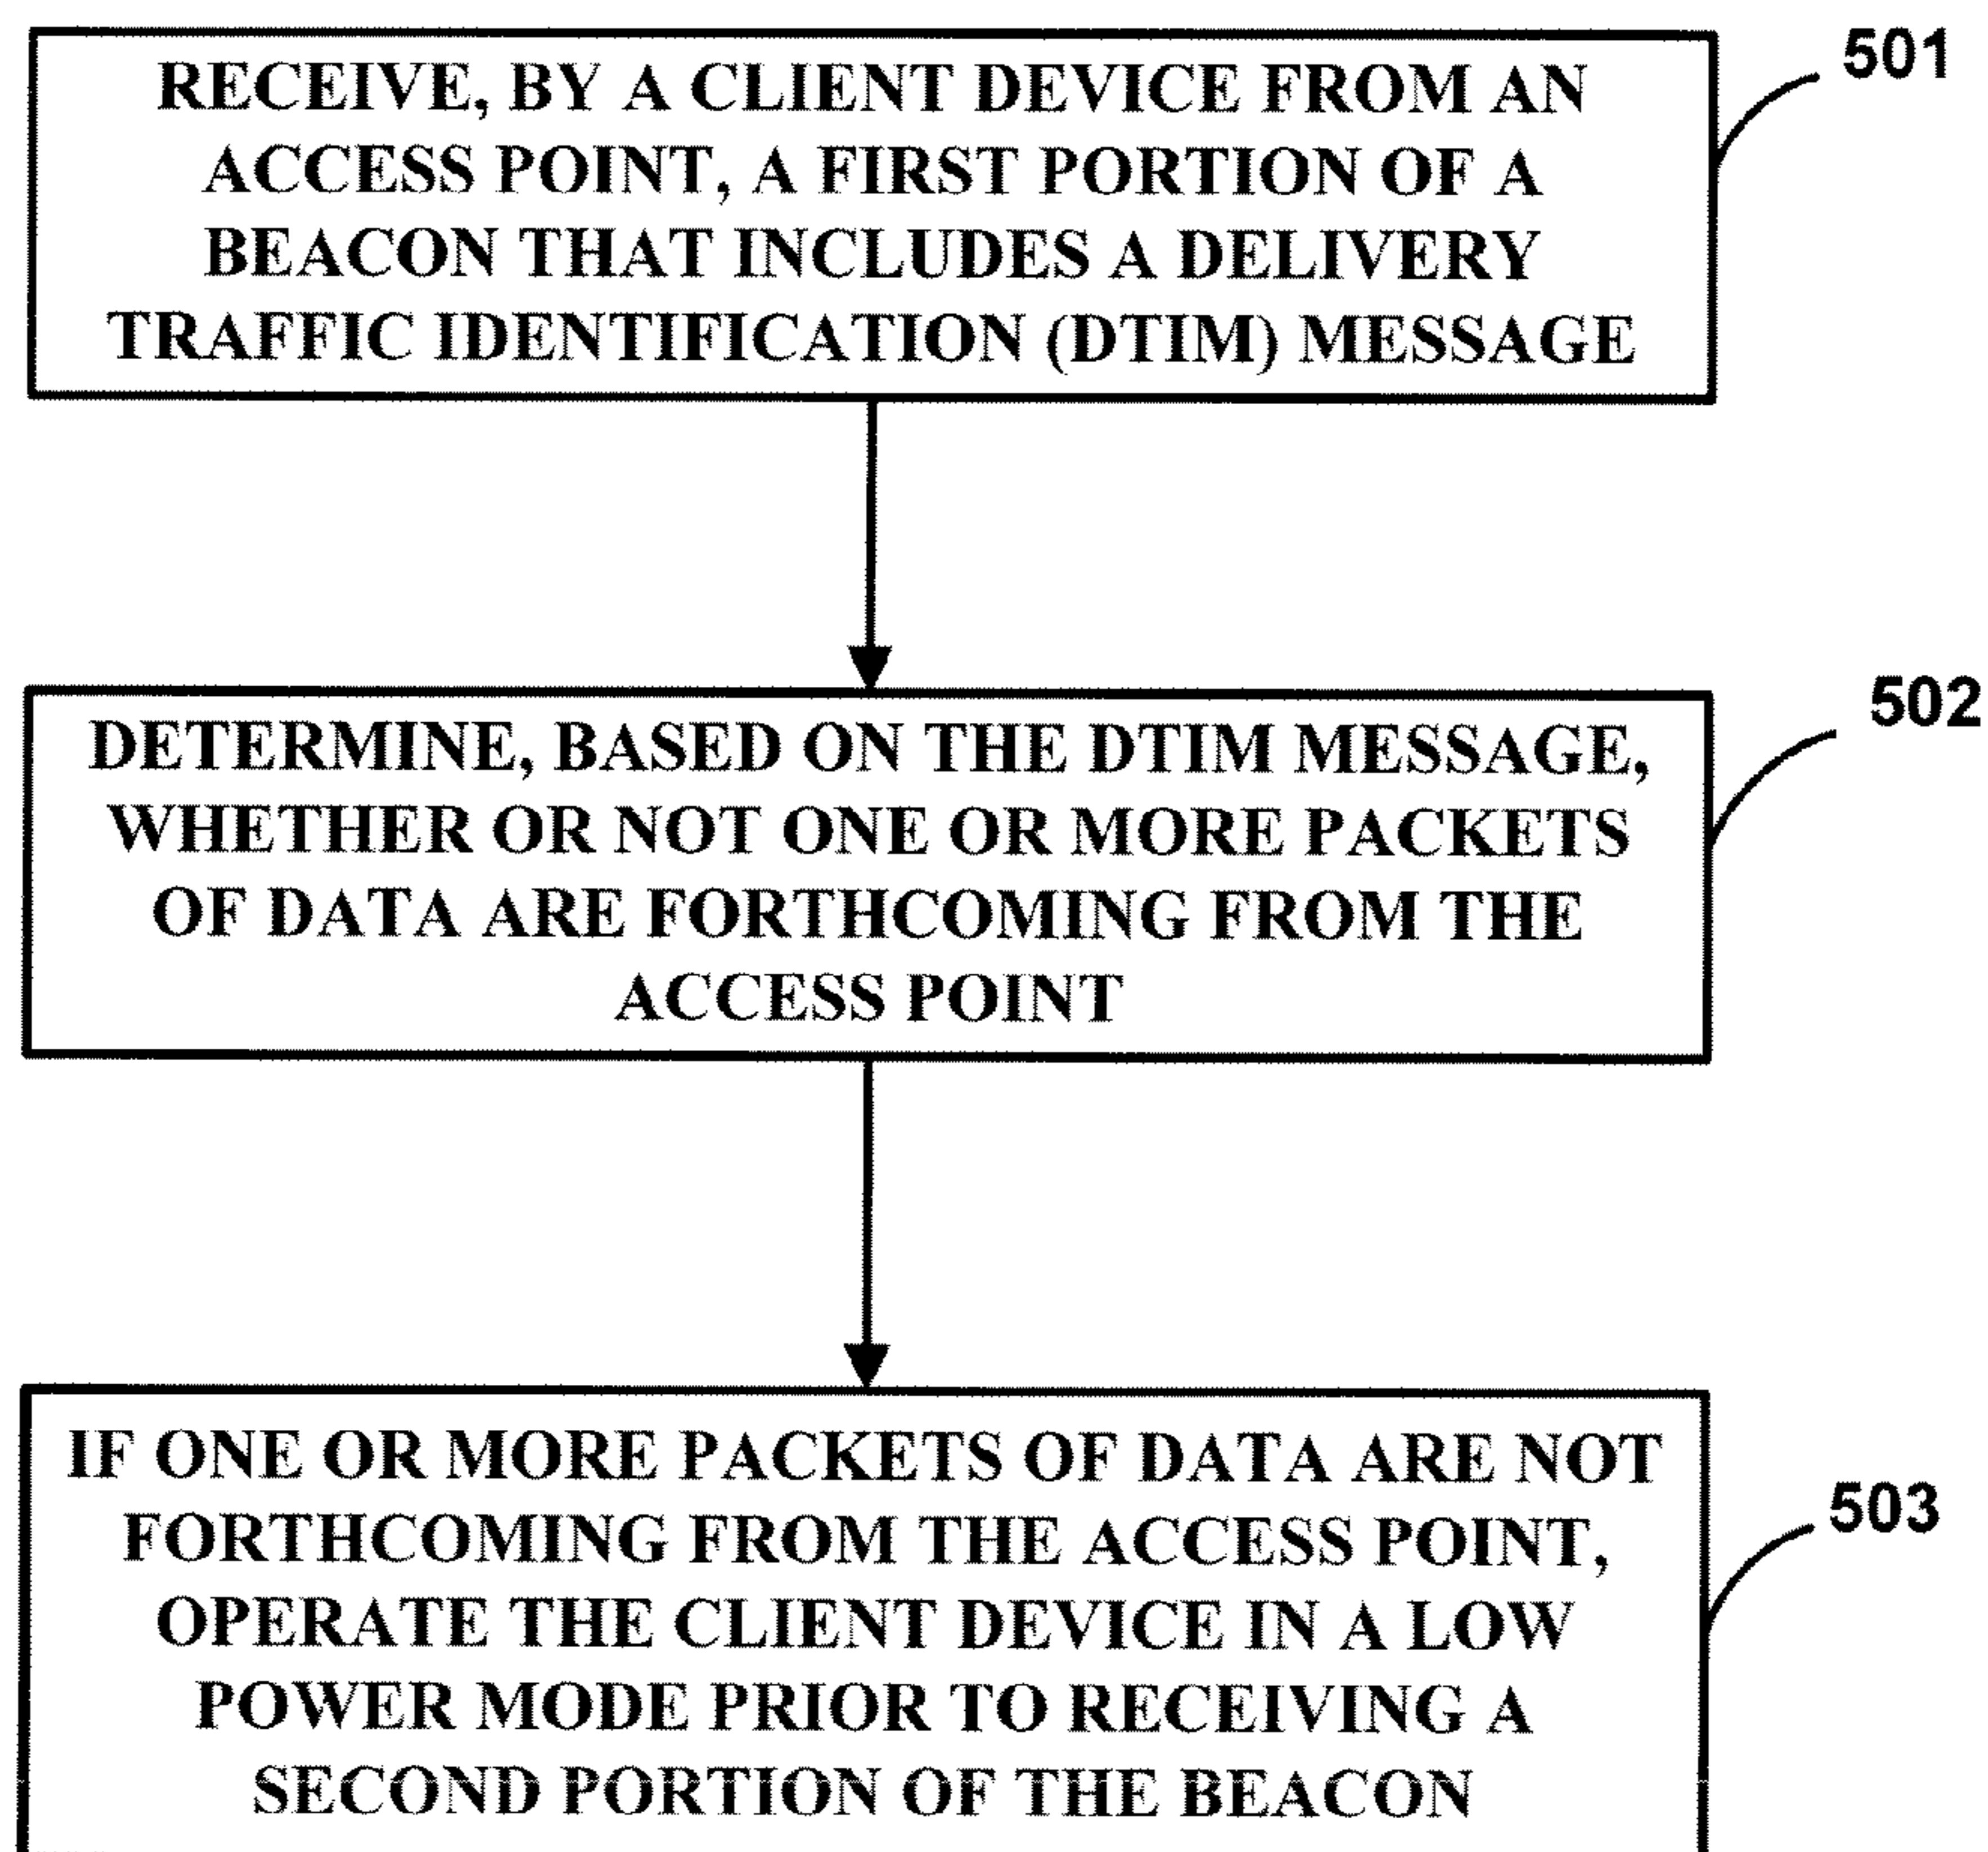 RECEIVE, BY A CLIENT DEVICE FROM AN
ACCESS POINT, A FIRST PORTION OF A
BEACON THAT INCLUDES A DELIVERY
TRAFFIC IDENTIFICATION (DTIM) MESSAGE
501
DETERMINE, BASED ON THE DTIM MESSAGE,
WHETHER OR NOT ONE OR MORE PACKETS
OF DATA ARE FORTHCOMING FROM THE
ACCESS POINT
502
IF ONE OR MORE PACKETS OF DATA ARE NOT
FORTHCOMING FROM THE ACCESS POINT,
OPERATE THE CLIENT DEVICE IN A LOW
POWER MODE PRIOR TO RECEIVING A
SECOND PORTION OF THE BEACON
503